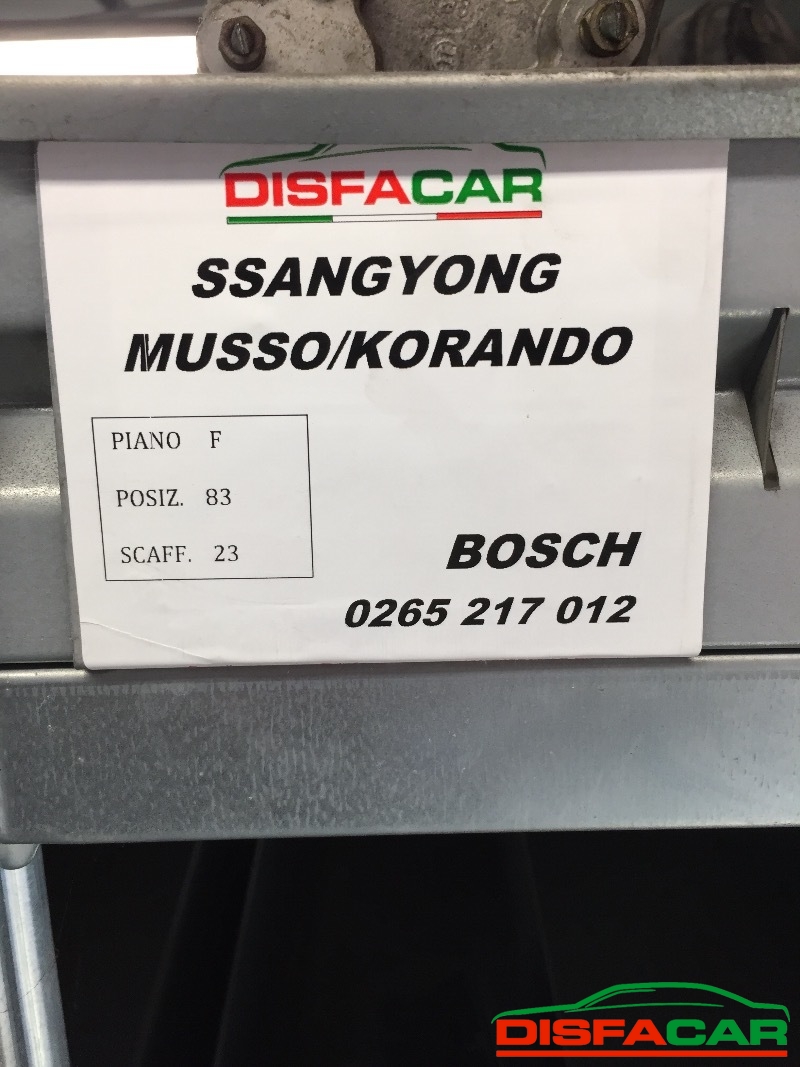 DISFACAR
SSANGYONG
MUSSO/KORANDO
PIANO F
POSIZ. 83
SCAFF. 23
BOSCH
0265 217 012
DISFACAR